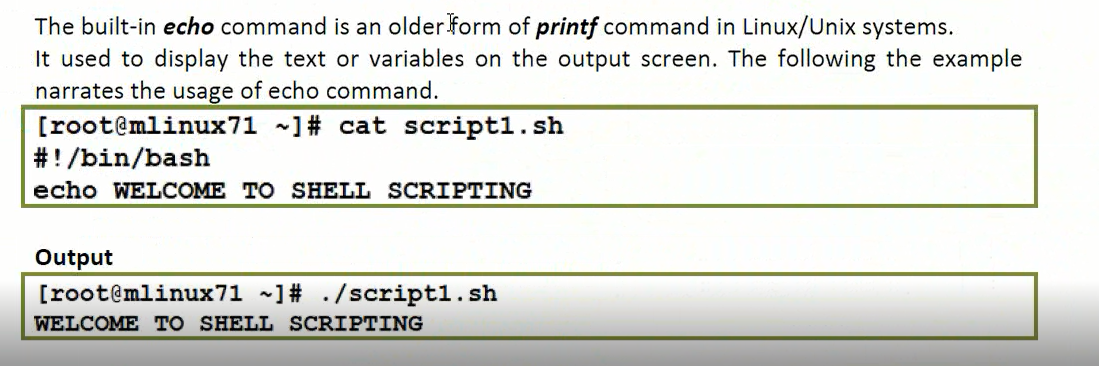 The built-in echo command is an older form of printf command in Linux/Unix systems.
It used to display the text or variables on the output screen. The following the example
narrates the usage of echo command.
[root@mlinux71 ~]# cat script1.sh
#!/bin/bash
echo WELCOME TO SHELL SCRIPTING
Output
[root@mlinux71 ~]# ./script1.sh
WELCOME TO SHELL SCRIPTING